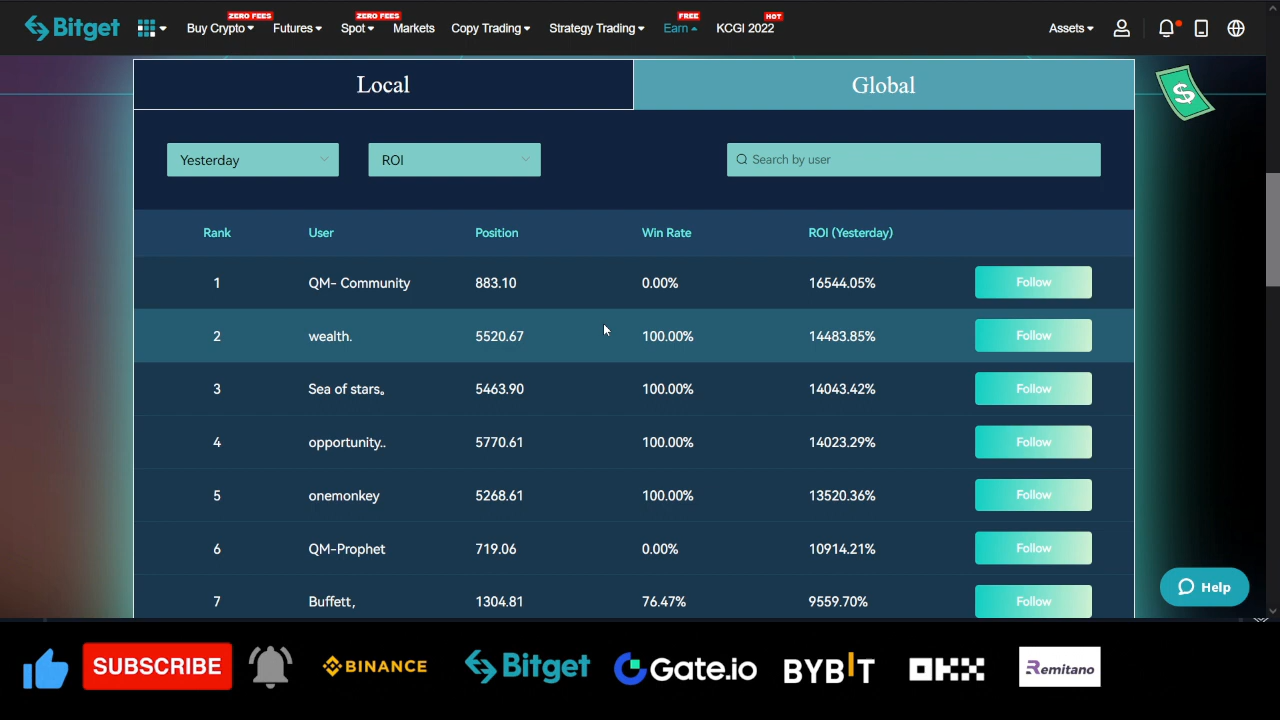 Bitget
ZERO FEES ZERO FEES FREE HOT
Buy Crypto Futures Spot Markets Copy Trading Strategy Trading Earn KCGI 2022 Assets
Local Global
$
Yesterday ROI Search by user
Rank User Position Win Rate ROI (Yesterday)
1 QM- Community 883.10 0.00% 16544.05% Follow
2 wealth. 5520.67 100.00% 14483.85% Follow
3 Sea of stars。 5463.90 100.00% 14043.42% Follow
4 opportunity.. 5770.61 100.00% 14023.29% Follow
5 onemonkey 5268.61 100.00% 13520.36% Follow
6 QM-Prophet 719.06 0.00% 10914.21% Follow
7 Buffett, 1304.81 76.47% 9559.70% Follow
Help
SUBSCRIBE BINANCE Bitget Gate.io BYBIT OKX Remitano